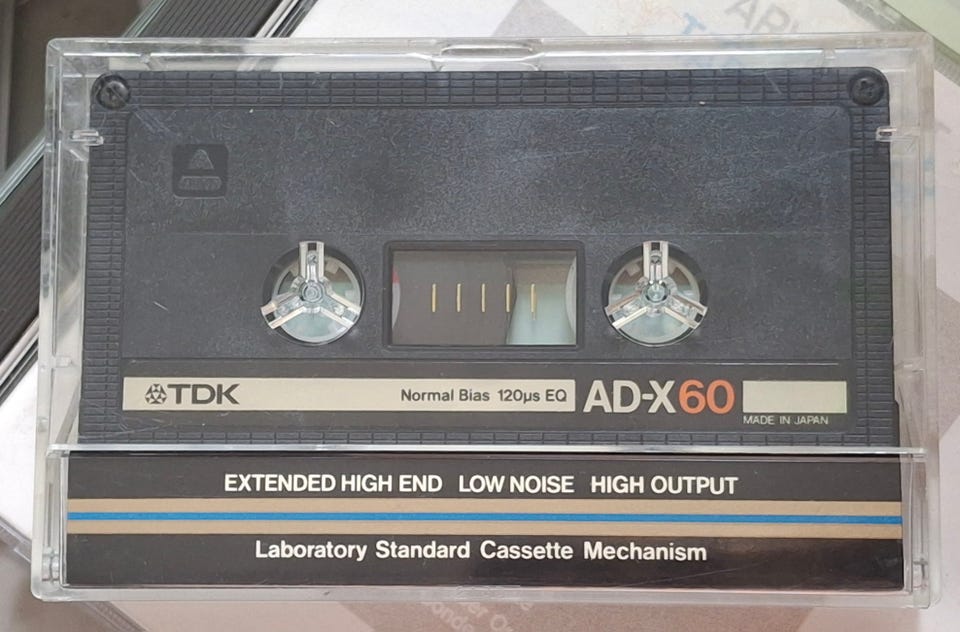 TDK Normal Bias 120µs EQ AD-X60
MADE IN JAPAN
EXTENDED HIGH END LOW NOISE HIGH OUTPUT
Laboratory Standard Cassette Mechanism